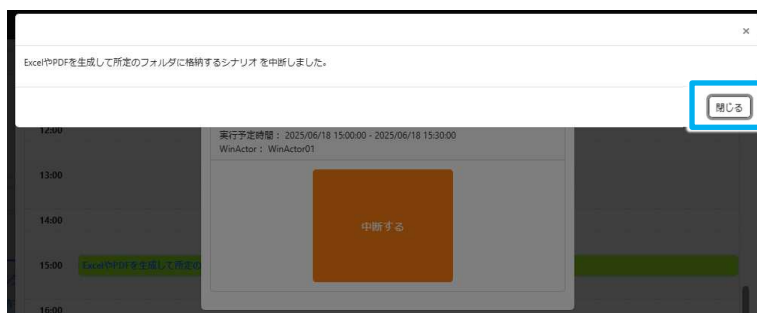 ×
ExcelやPDFを生成して所定のフォルダに格納するシナリオ を中断しました。
閉じる
12:00
実行予定時間： 2025/06/18 15:00:00 - 2025/06/18 15:30:00
WinActor： WinActor01
13:00
14:00
中断する
15:00 ExcelやPDFを生成して所定の
16:00